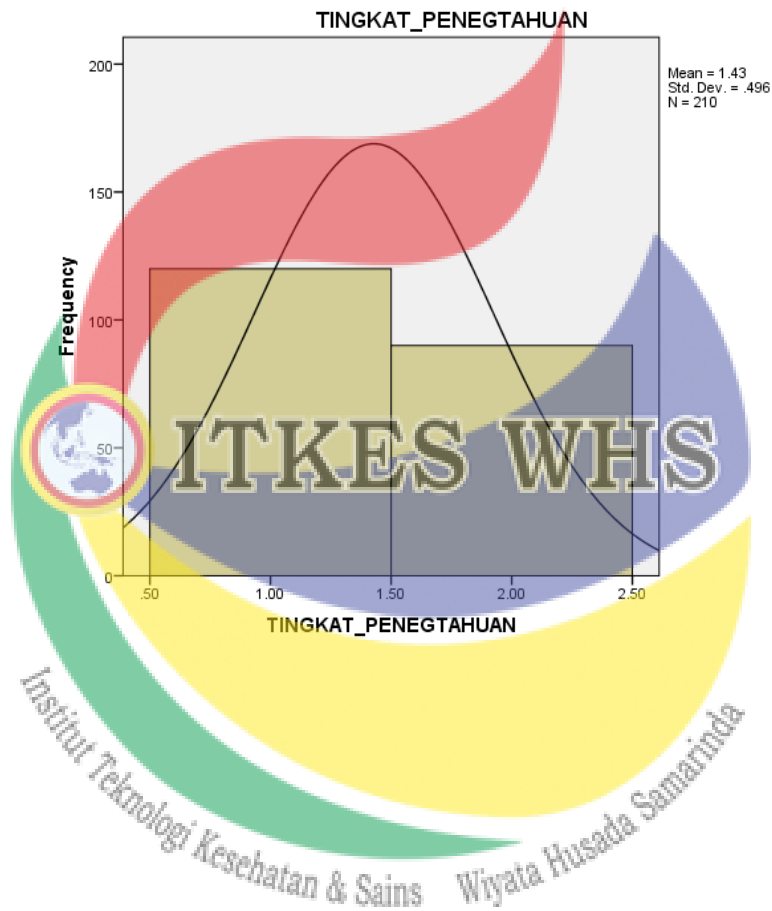 TINGKAT_PENEGTAHUAN
Mean = 1.43
Std. Dev. = .496
N = 210
200
150
100
50
0
Frequency
.50
1.00
1.50
2.00
2.50
TINGKAT_PENEGTAHUAN
ITKES WHS
Institut Teknologi Kesehatan & Sains Wiyata Husada Samarinda